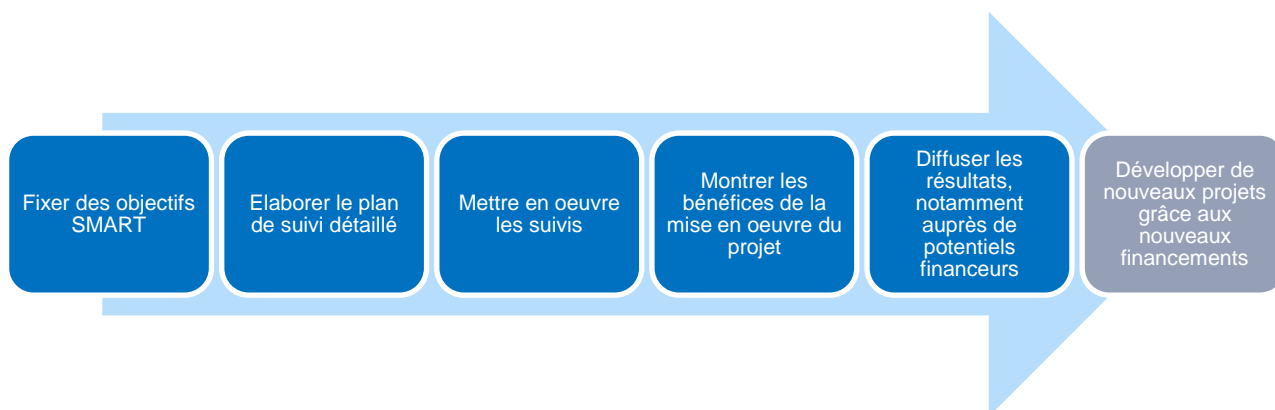 Fixer des objectifs
SMART
Elaborer le plan
de suivi détaillé
Mettre en oeuvre
les suivis
Montrer les
bénéfices de la
mise en oeuvre du
projet
Diffuser les
résultats,
notamment
auprès de
potentiels
financeurs
Développer de
nouveaux projets
grâce aux
nouveaux
financements